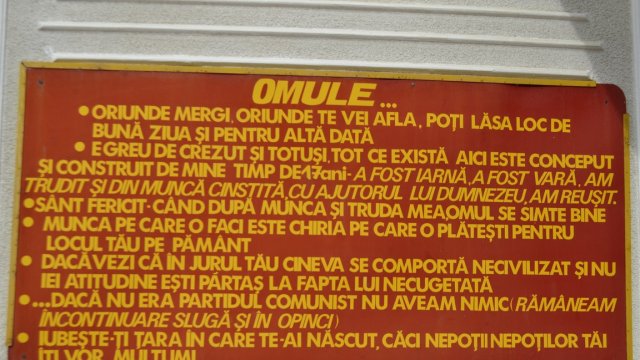 OMULE...
• ORIUNDE MERGI, ORIUNDE TE VEI AFLA, POȚI LĂSA LOC DE
BUNĂ ZIUA ȘI PENTRU ALTĂ DATĂ
• E GREU DE CREZUT ȘI TOTUȘI, TOT CE EXISTĂ AICI ESTE CONCEPUT
ȘI CONSTRUIT DE MINE TIMP DE 17 ani - A FOST IARNĂ, A FOST VARĂ, AM
TRUDIT ȘI DIN MUNCĂ CINSTITĂ, CU AJUTORUL LUI DUMNEZEU, AM REUȘIT.
• SÂNT FERICIT - CÂND DUPĂ MUNCA ȘI TRUDA MEA, OMUL SE SIMTE BINE
• MUNCA PE CARE O FACI ESTE CHIRIA PE CARE O PLĂTEȘTI PENTRU
LOCUL TĂU PE PĂMÂNT
• DACĂ VEZI CĂ ÎN JURUL TĂU CINEVA SE COMPORTĂ NECIVILIZAT ȘI NU
IEI ATITUDINE EȘTI PĂRTAȘ LA FAPTA LUI NECUGETATĂ
• ...DACĂ NU ERA PARTIDUL COMUNIST NU AVEAM NIMIC (RĂMÂNEAM
ÎNCONTINUARE SLUGĂ ȘI ÎN OPINCI)
• IUBEȘTE-ȚI ȚARA ÎN CARE TE-AI NĂSCUT, CĂCI NEPOȚII NEPOȚILOR TĂI
ÎȚI VOR MULȚUMI